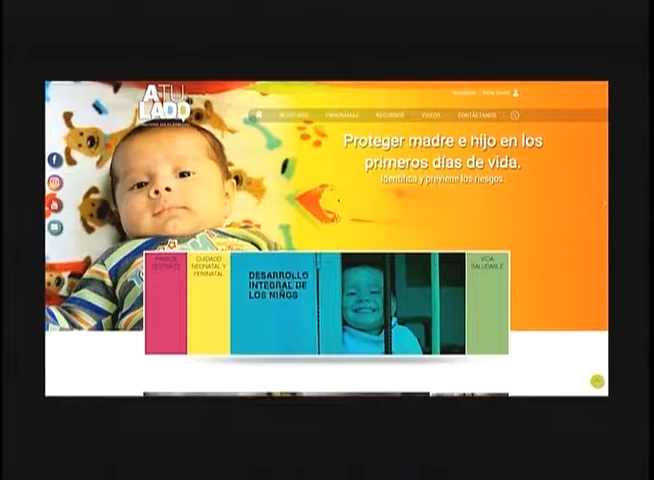 A TU
LADO
NOSOTROS
PROGRAMAS
RECURSOS
VIDEOS
CONTÁCTANOS
Proteger madre e hijo en los
primeros días de vida.
Identifica y previene los riesgos.
CUIDADO
NEONATAL Y
PERINATAL
DESARROLLO
INTEGRAL DE
LOS NIÑOS
VIDA
SALUDABLE